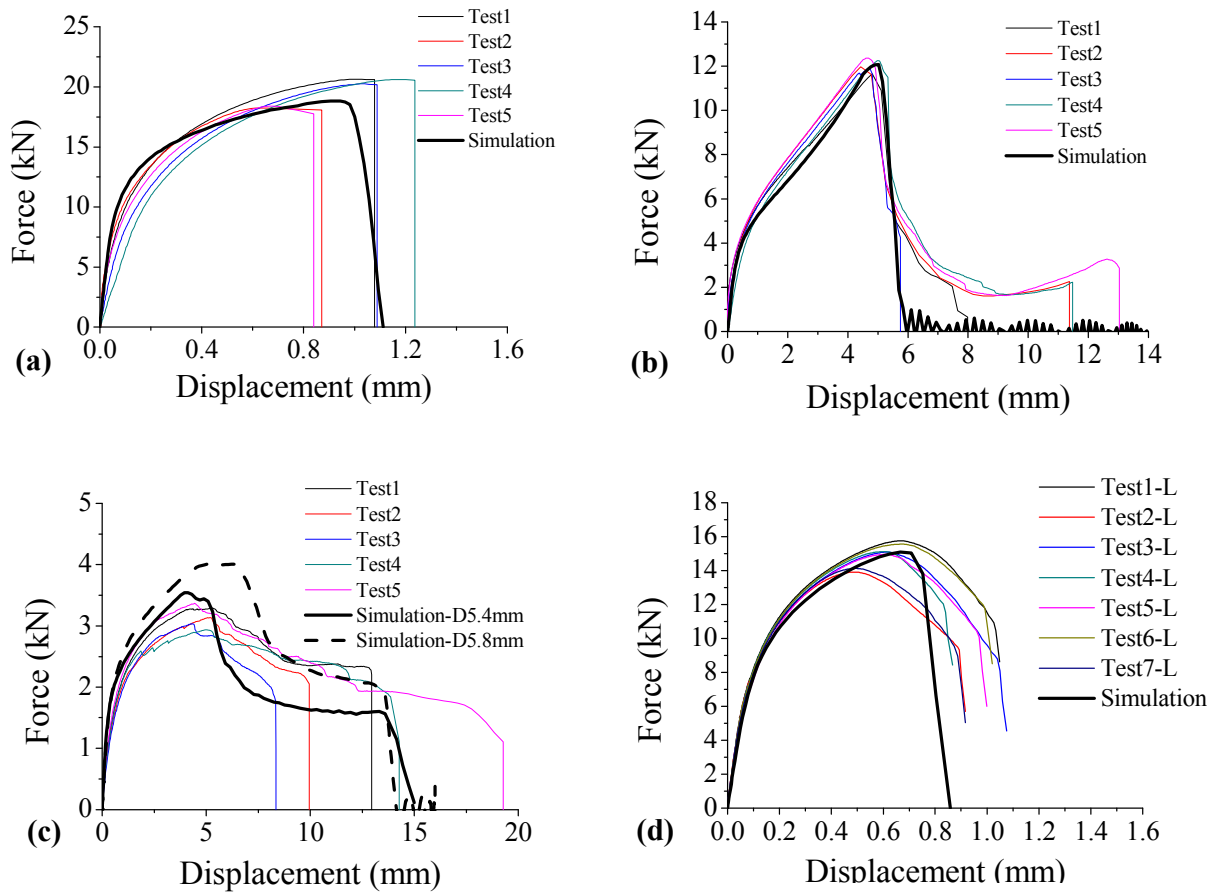 30
25
20
15
10
5
0
0.0 0.4 0.8 1.2 1.6
Force (kN)
Displacement (mm)
Test1
Test2
Test3
Test4
Test5
Simulation
(a)
14
12
10
8
6
4
2
0
0 2 4 6 8 10 12 14
Force (kN)
Displacement (mm)
Test1
Test2
Test3
Test4
Test5
Simulation
(b)
5
4
3
2
1
0
0 5 10 15 20
Force (kN)
Displacement (mm)
Test1
Test2
Test3
Test4
Test5
Simulation-D5.4mm
Simulation-D5.8mm
(c)
18
16
14
12
10
8
6
4
2
0
0.0 0.2 0.4 0.6 0.8 1.0 1.2 1.4 1.6
Force (kN)
Displacement (mm)
Test1-L
Test2-L
Test3-L
Test4-L
Test5-L
Test6-L
Test7-L
Simulation
(d)